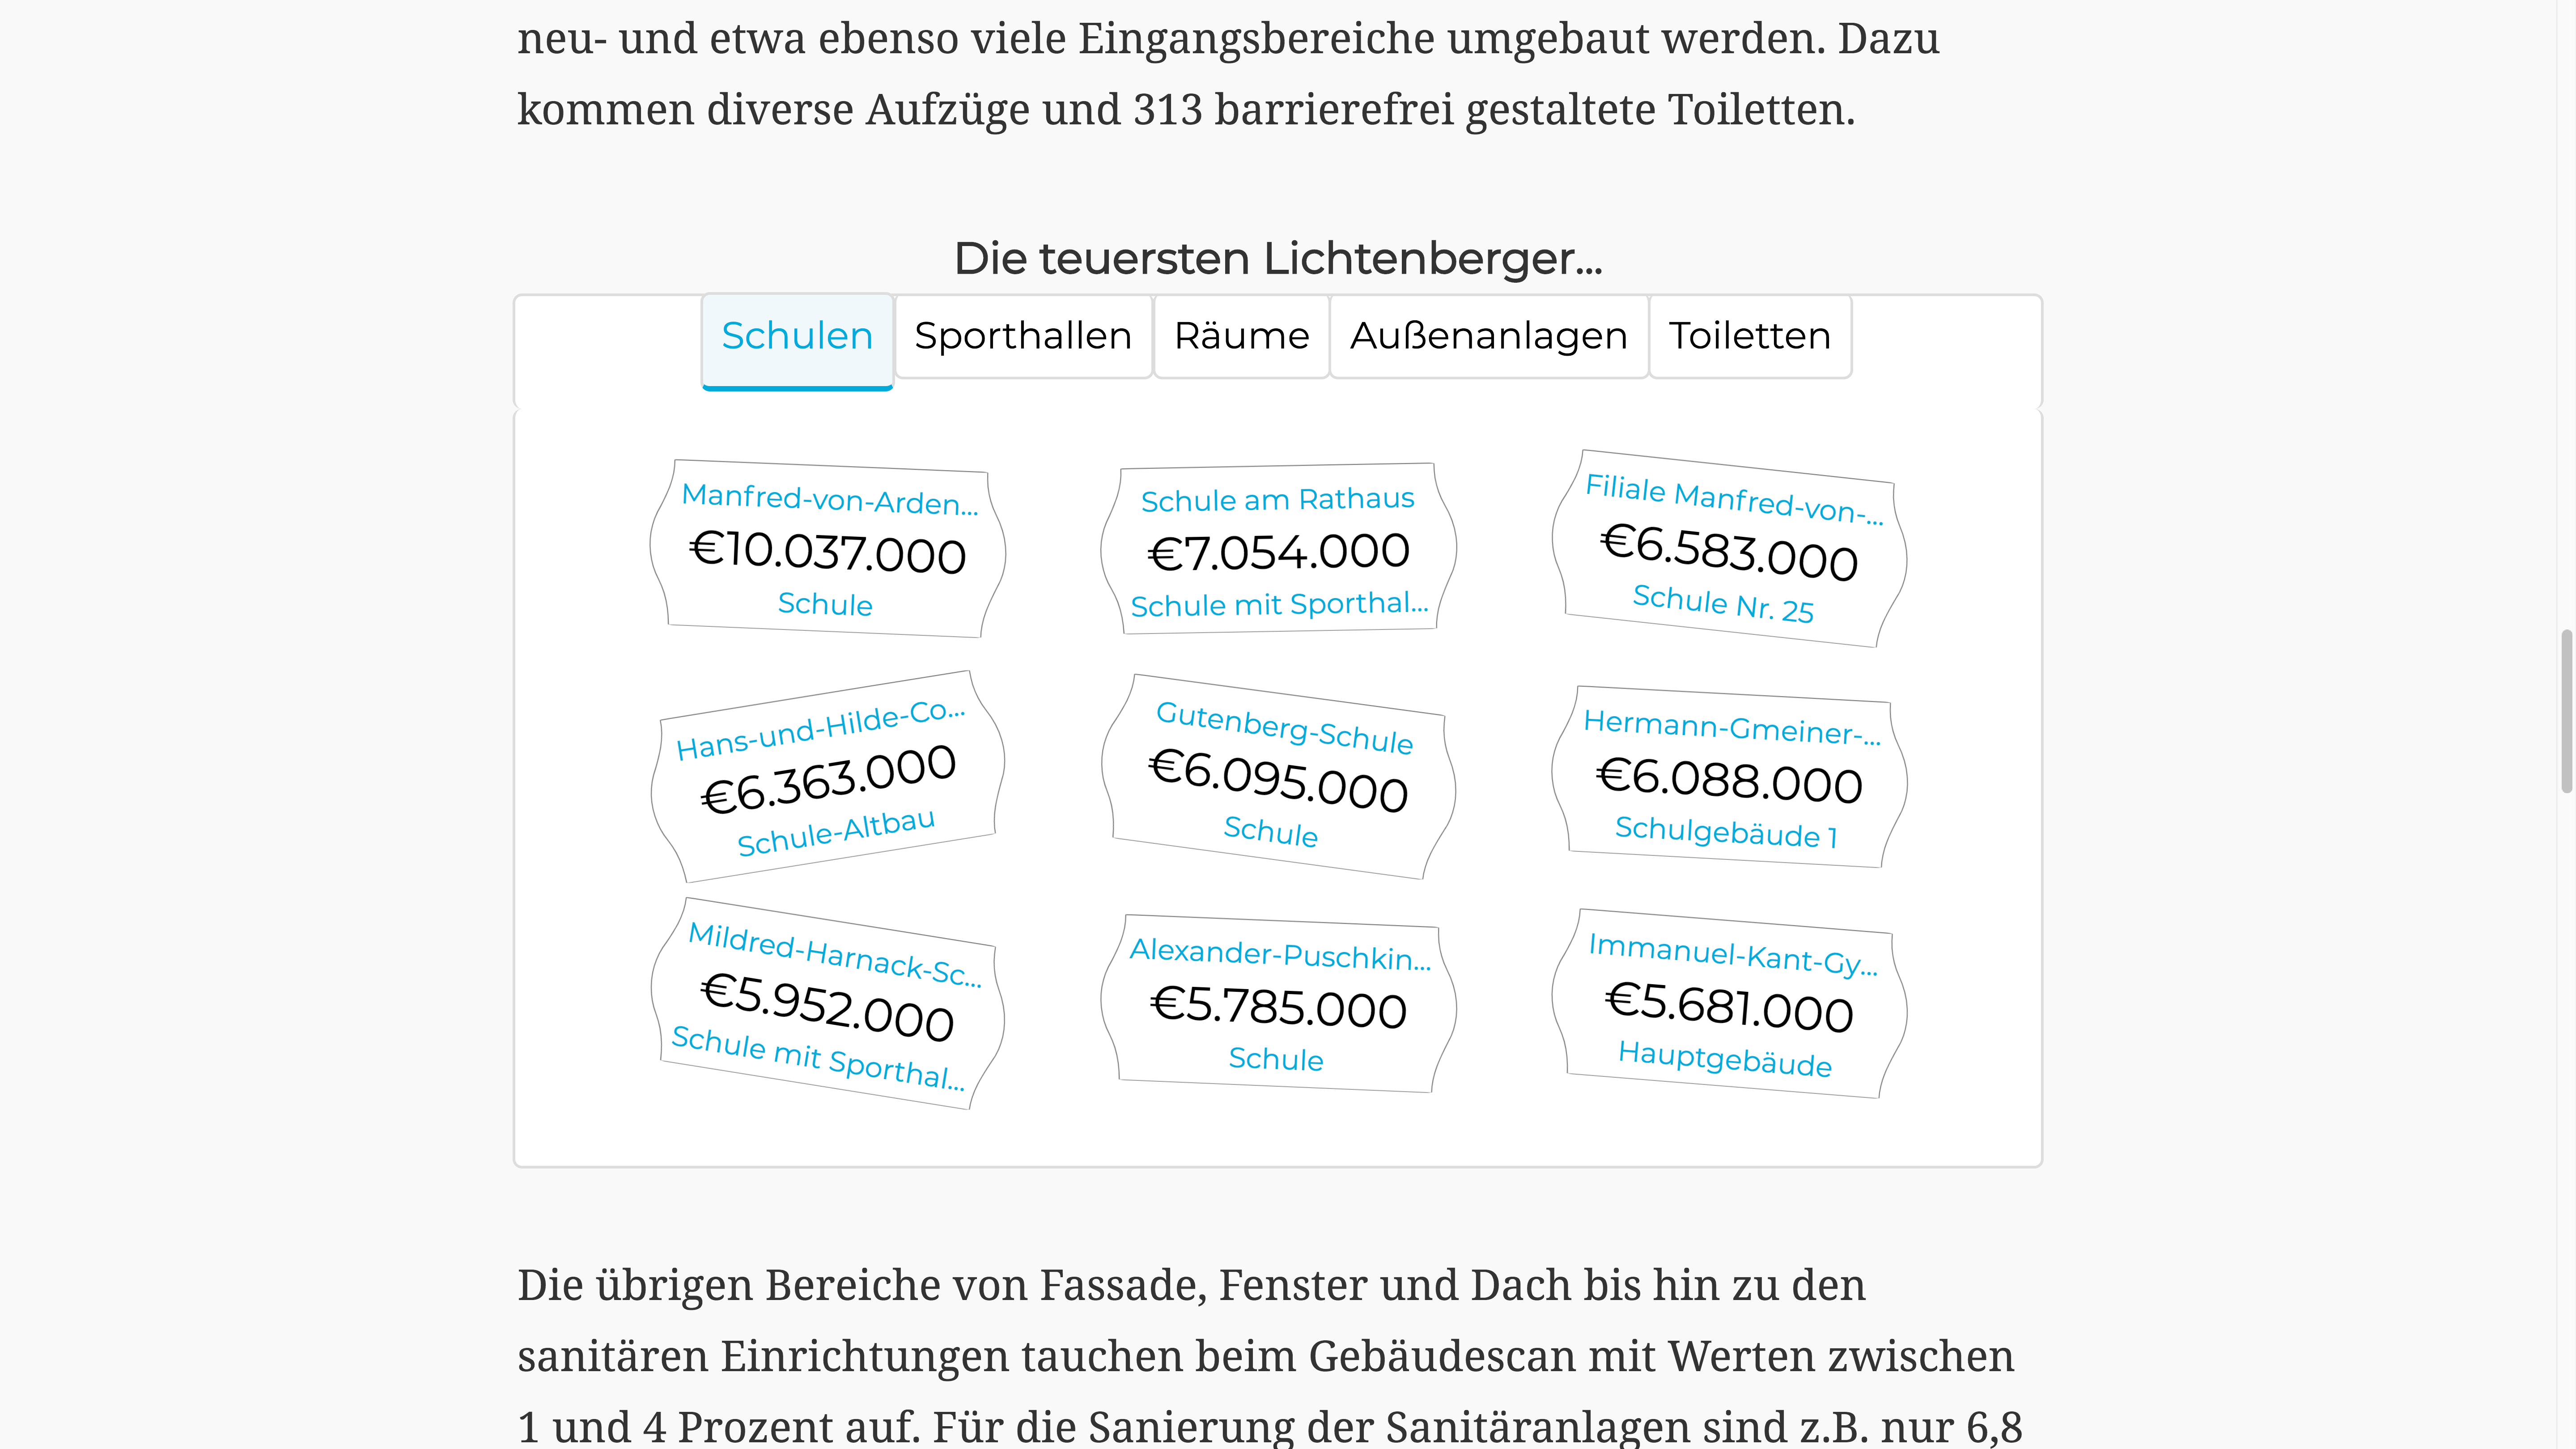 neu- und etwa ebenso viele Eingangsbereiche umgebaut werden. Dazu
kommen diverse Aufzüge und 313 barrierefrei gestaltete Toiletten.
Die teuersten Lichtenberger...
Schulen Sporthallen Räume Außenanlagen Toiletten
Manfred-von-Arden...
€10.037.000
Schule
Schule am Rathaus
€7.054.000
Schule mit Sporthal...
Filiale Manfred-von-...
€6.583.000
Schule Nr. 25
Hans-und-Hilde-Co...
€6.363.000
Schule-Altbau
Gutenberg-Schule
€6.095.000
Schule
Hermann-Gmeiner-...
€6.088.000
Schulgebäude 1
Mildred-Harnack-Sc...
€5.952.000
Schule mit Sporthal...
Alexander-Puschkin...
€5.785.000
Schule
Immanuel-Kant-Gy...
€5.681.000
Hauptgebäude
Die übrigen Bereiche von Fassade, Fenster und Dach bis hin zu den
sanitären Einrichtungen tauchen beim Gebäudescan mit Werten zwischen
1 und 4 Prozent auf. Für die Sanierung der Sanitäranlagen sind z.B. nur 6,8